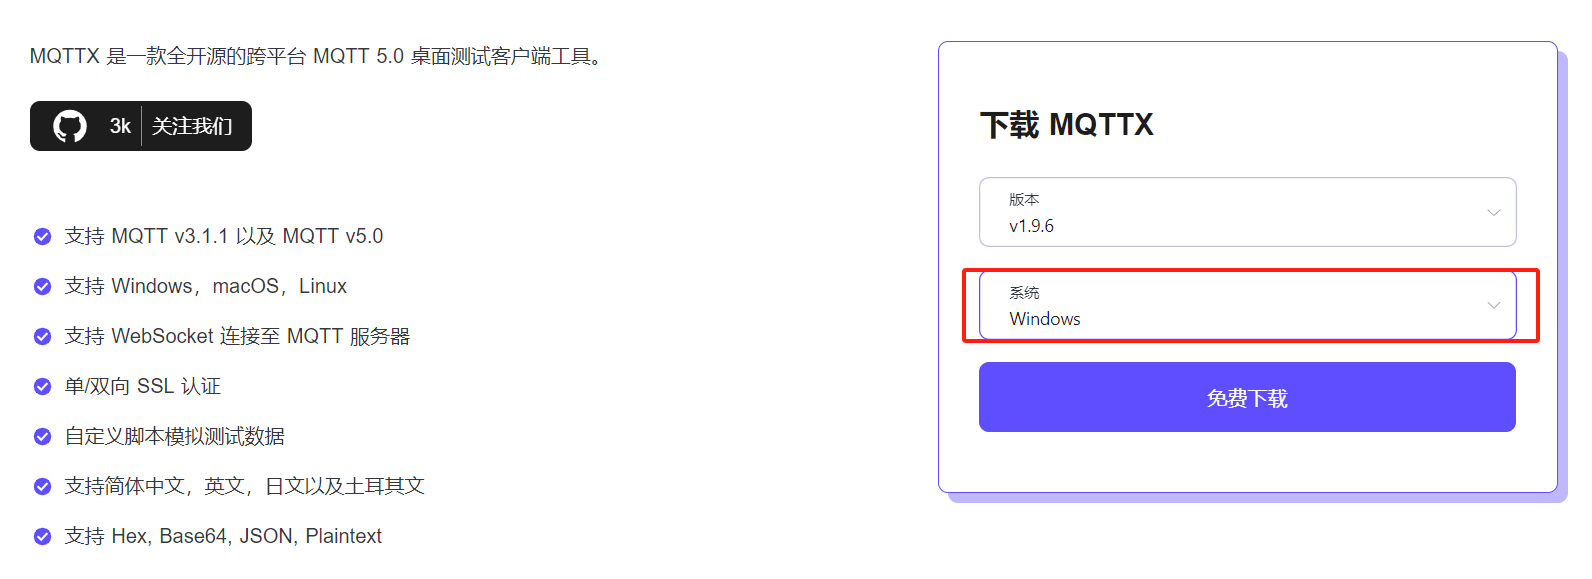 MQTTX 是一款全开源的跨平台 MQTT 5.0 桌面测试客户端工具。
3k 关注我们
支持 MQTT v3.1.1 以及 MQTT v5.0
支持 Windows，macOS，Linux
支持 WebSocket 连接至 MQTT 服务器
单/双向 SSL 认证
自定义脚本模拟测试数据
支持简体中文，英文，日文以及土耳其文
支持 Hex, Base64, JSON, Plaintext
下载 MQTTX
版本
v1.9.6
系统
Windows
免费下载